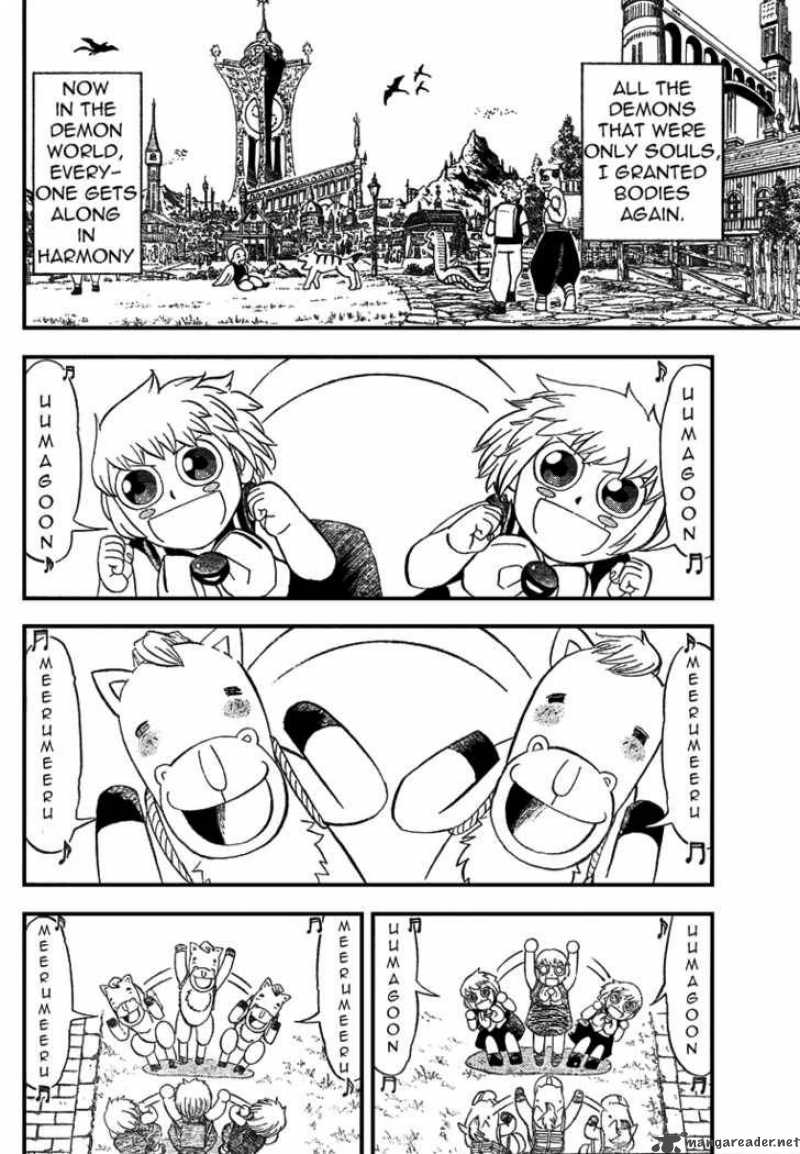 ALL THE
DEMONS
THAT WERE
ONLY SOULS,
I GRANTED
BODIES
AGAIN.
NOW
IN THE
DEMON
WORLD,
EVERY-
ONE GETS
ALONG
IN
HARMONY
UUMAGOON
UUMAGOON
MEERUMEERU
MEERUMEERU
UUMAGOON
UUMAGOON
MEERUMEERU
MEERUMEERU
mangareader.net